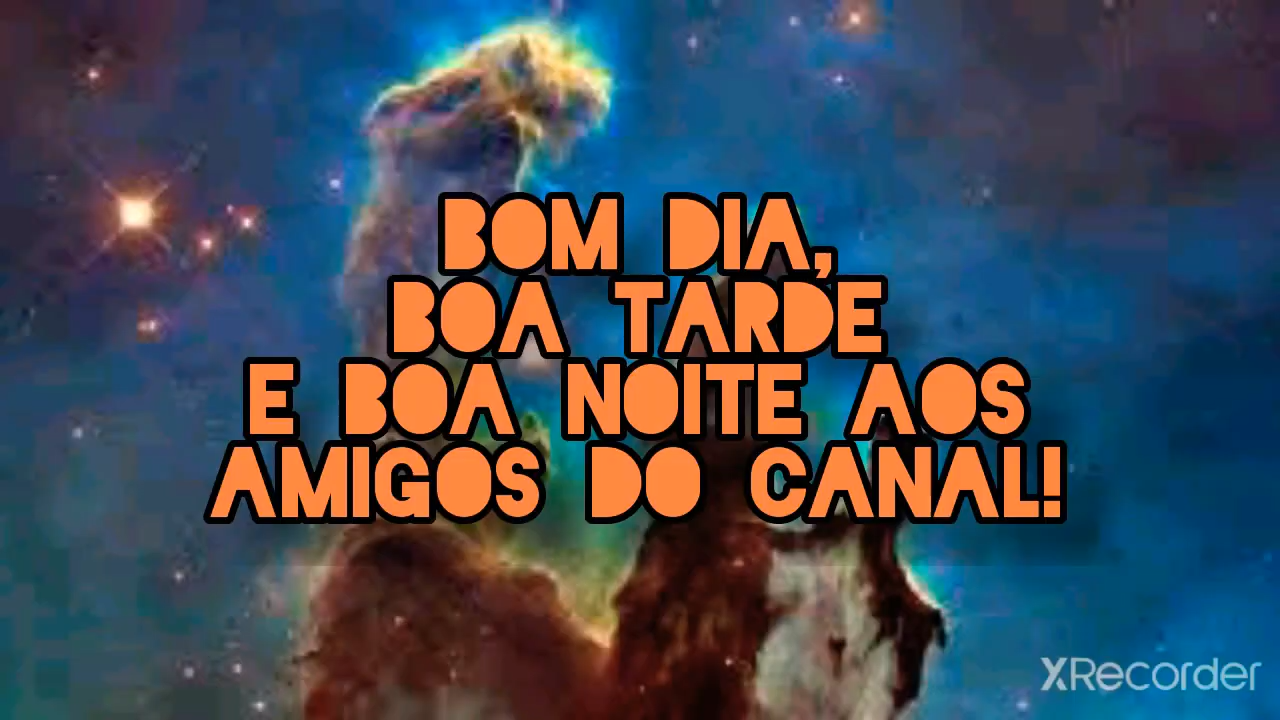 BOM DIA,
BOA TARDE
E BOA NOITE AOS
AMIGOS DO CANAL!
XRecorder